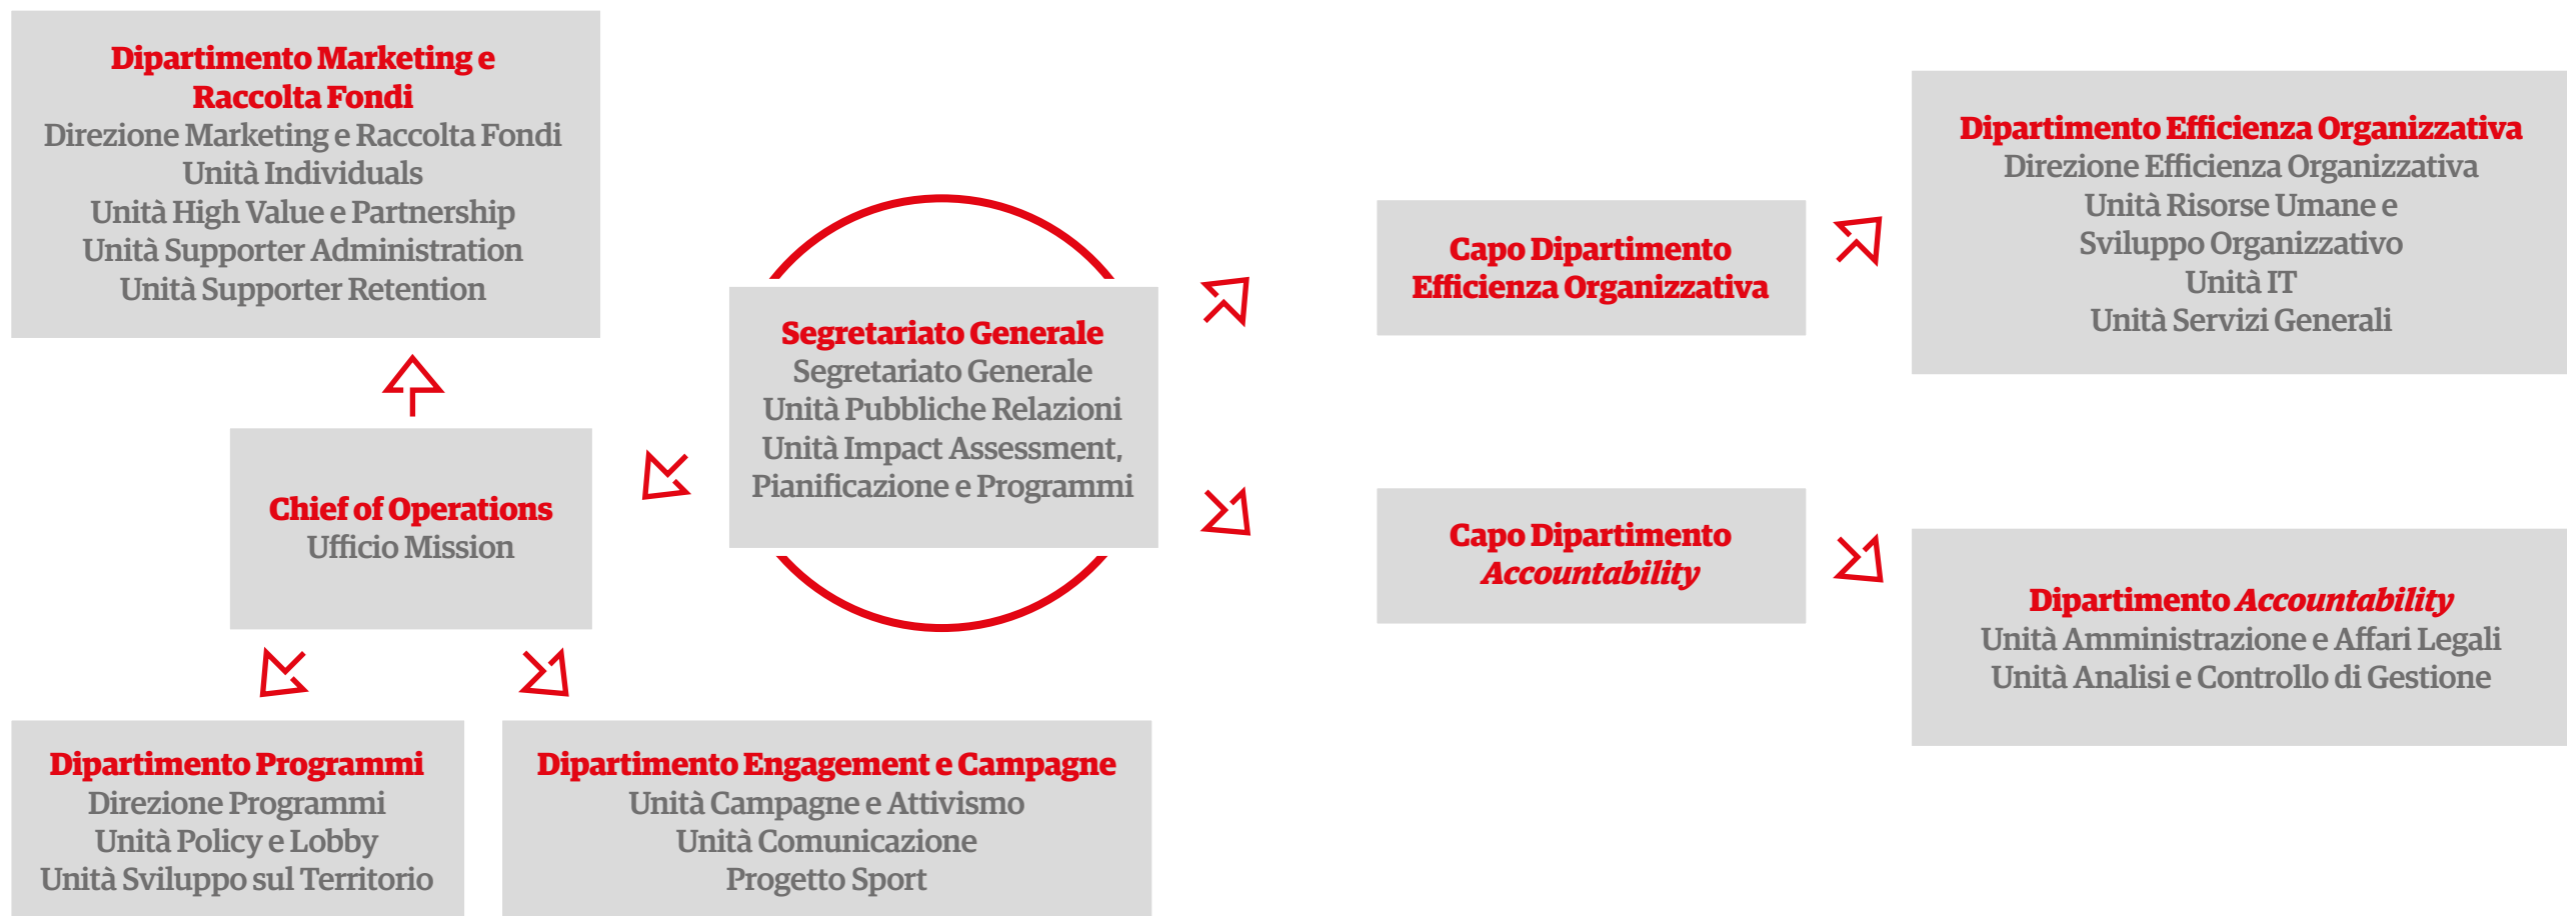 Dipartimento Marketing e
Raccolta Fondi
Direzione Marketing e Raccolta Fondi
Unità Individuals
Unità High Value e Partnership
Unità Supporter Administration
Unità Supporter Retention
Chief of Operations
Ufficio Mission
Dipartimento Programmi
Direzione Programmi
Unità Policy e Lobby
Unità Sviluppo sul Territorio
Dipartimento Engagement e Campagne
Unità Campagne e Attivismo
Unità Comunicazione
Progetto Sport
Segretariato Generale
Segretariato Generale
Unità Pubbliche Relazioni
Unità Impact Assessment,
Pianificazione e Programmi
Capo Dipartimento
Efficienza Organizzativa
Dipartimento Efficienza Organizzativa
Direzione Efficienza Organizzativa
Unità Risorse Umane e
Sviluppo Organizzativo
Unità IT
Unità Servizi Generali
Capo Dipartimento
Accountability
Dipartimento Accountability
Unità Amministrazione e Affari Legali
Unità Analisi e Controllo di Gestione